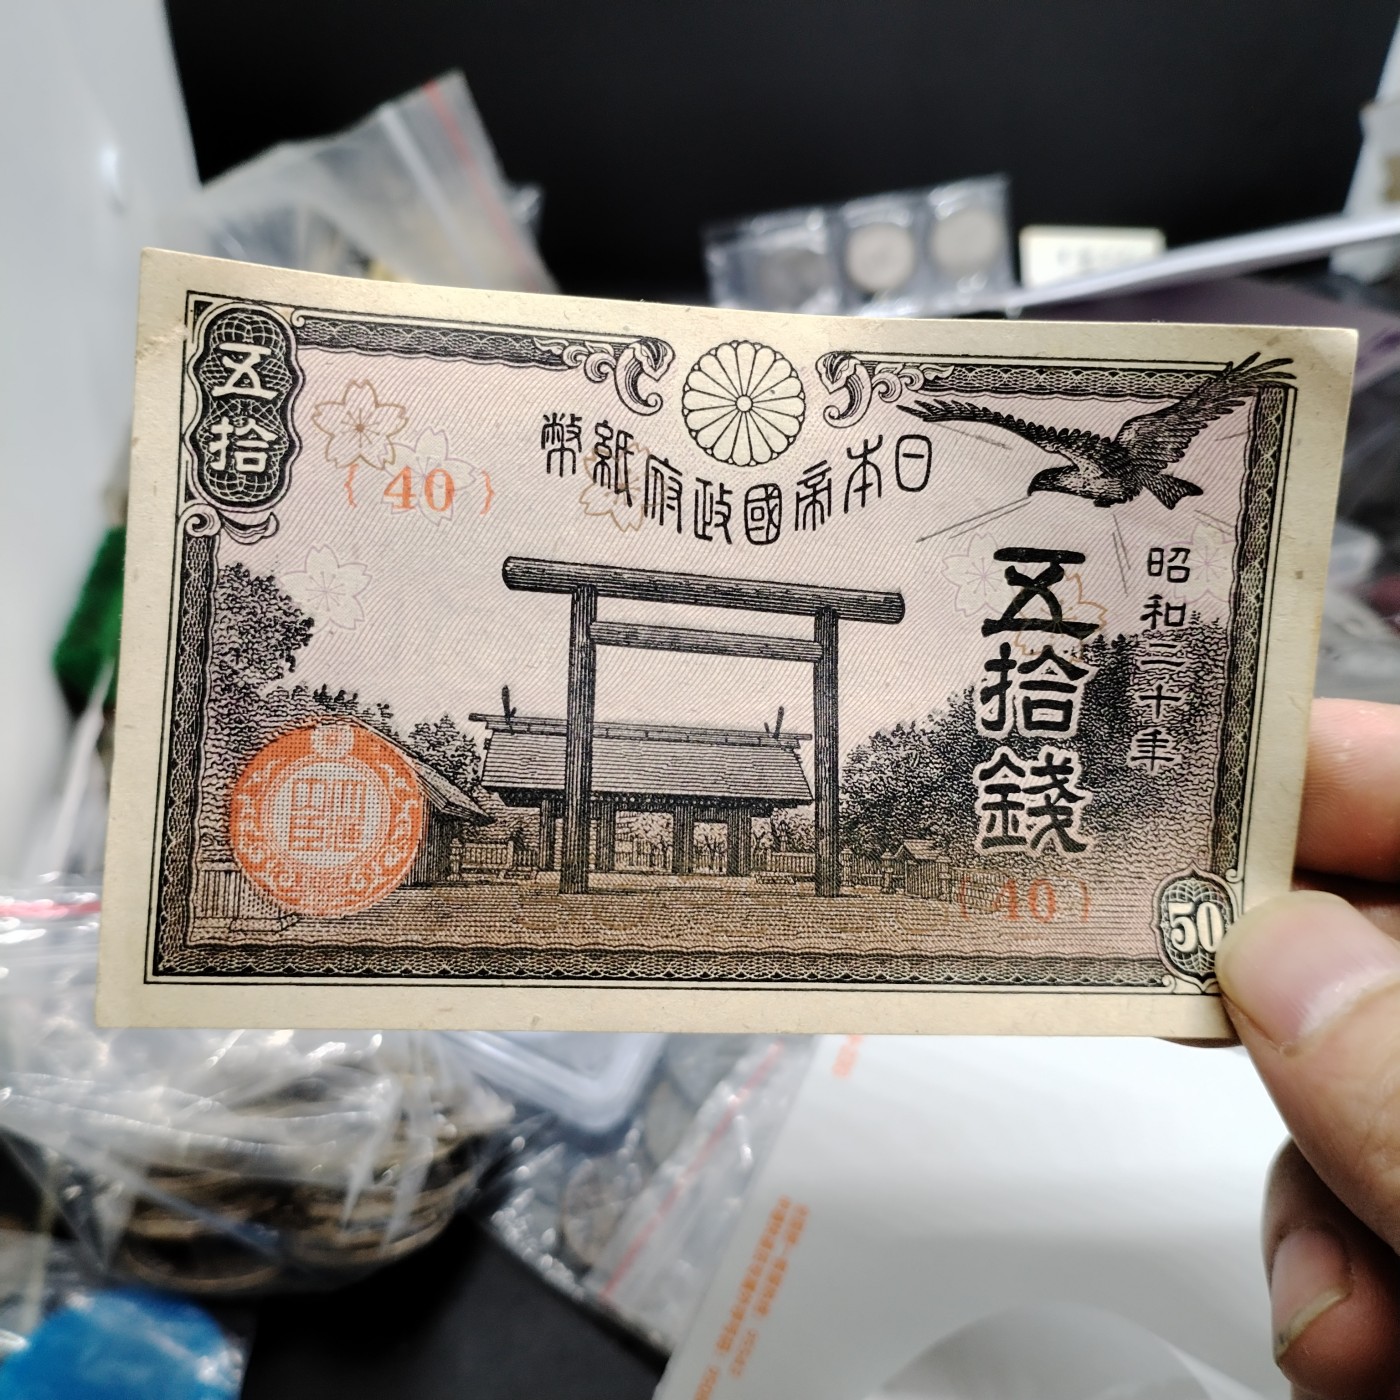 五拾
{40}
日本帝國政府紙幣
五拾錢
昭和二十年
{40}
50